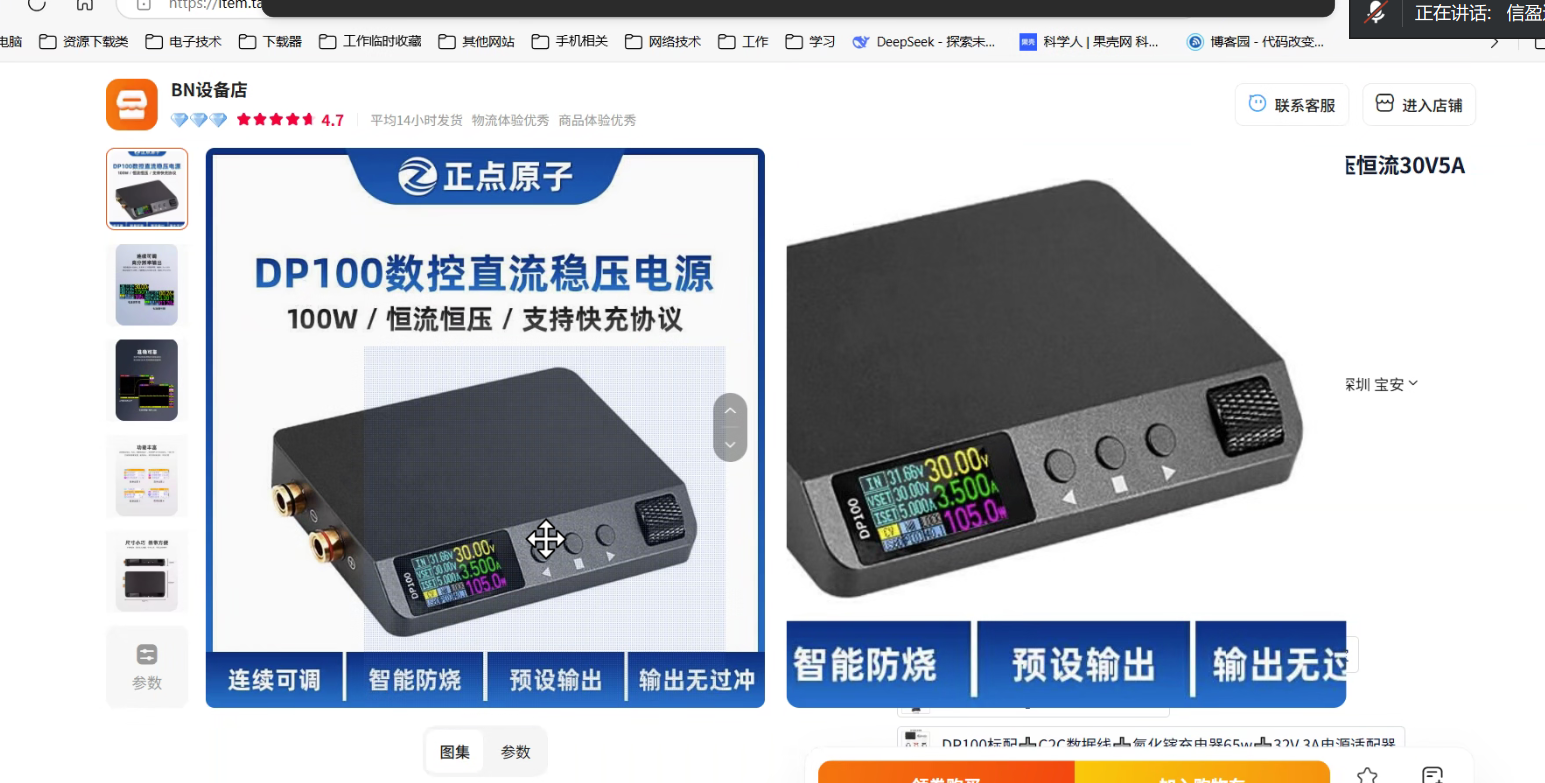 https://item.ta
正在讲话: 信盈
电脑 资源下载类 电子技术 下载器 工作临时收藏 其他网站 手机相关 网络技术 工作 学习 DeepSeek - 探索未... 科学人 | 果壳网 科... 博客园 - 代码改变...
BN设备店
4.7 平均14小时发货 物流体验优秀 商品体验优秀
联系客服 进入店铺
正点原子
DP100数控直流稳压电源
100W / 恒流恒压 / 支持快充协议
IN 31.66V 30.00V
VSET 30.00V 3.500A
ISET 5.000A 105.0W
DP100
连续可调 智能防烧 预设输出 输出无过冲
压恒流30V5A
深圳 宝安
IN 31.66V 30.00V
VSET 30.00V 3.500A
ISET 5.000A 105.0W
DP100
智能防烧 预设输出 输出无过
参数
图集 参数
DP100标配➕C2C数据线➕氮化镓充电器65w➕32V 3A电源适配器
领券购买 加入购物车